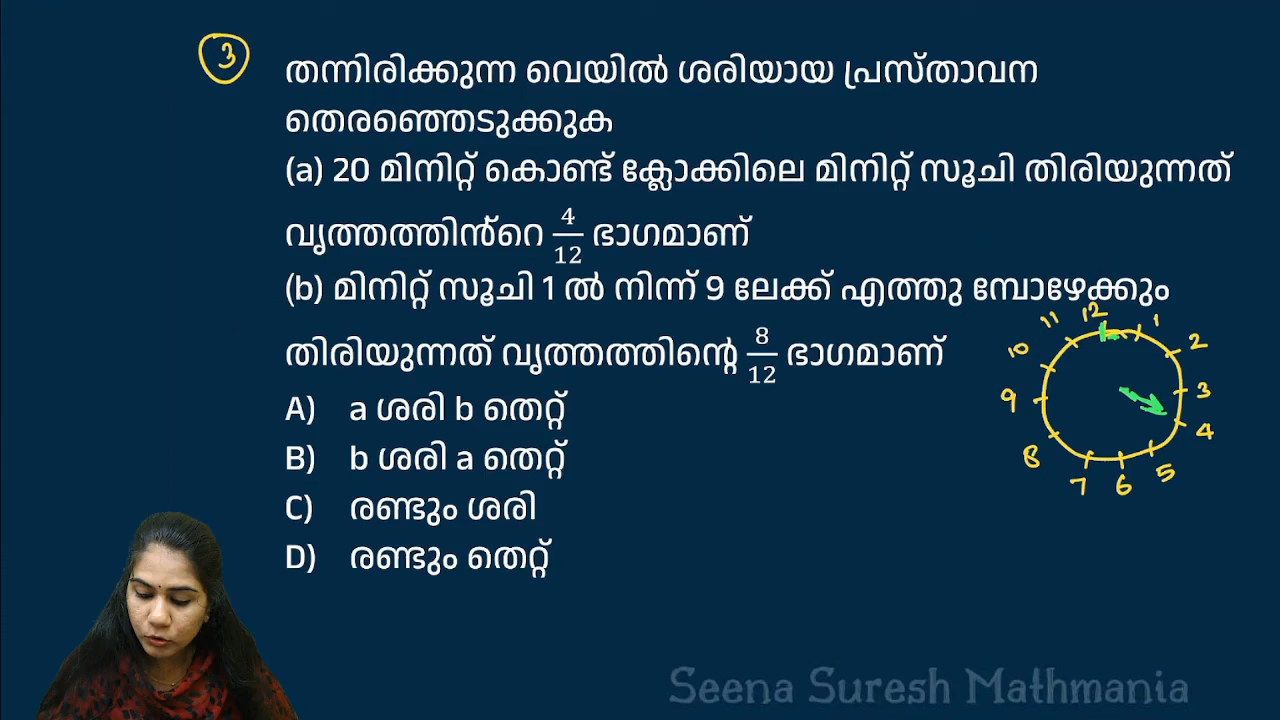 3
തന്നിരിക്കുന്ന വെയിൽ ശരിയായ പ്രസ്താവന
തെരഞ്ഞെടുക്കുക
(a) 20 മിനിറ്റ് കൊണ്ട് ക്ലോക്കിലെ മിനിറ്റ് സൂചി തിരിയുന്നത്
വൃത്തത്തിൻ്റെ 4/12 ഭാഗമാണ്
(b) മിനിറ്റ് സൂചി 1 ൽ നിന്ന് 9 ലേക്ക് എത്തു മ്പോഴേക്കും
തിരിയുന്നത് വൃത്തത്തിന്റെ 8/12 ഭാഗമാണ്
A) a ശരി b തെറ്റ്
B) b ശരി a തെറ്റ്
C) രണ്ടും ശരി
D) രണ്ടും തെറ്റ്
12 1 2 3 4 5 6 7 8 9 10 11
Seena Suresh Mathmania